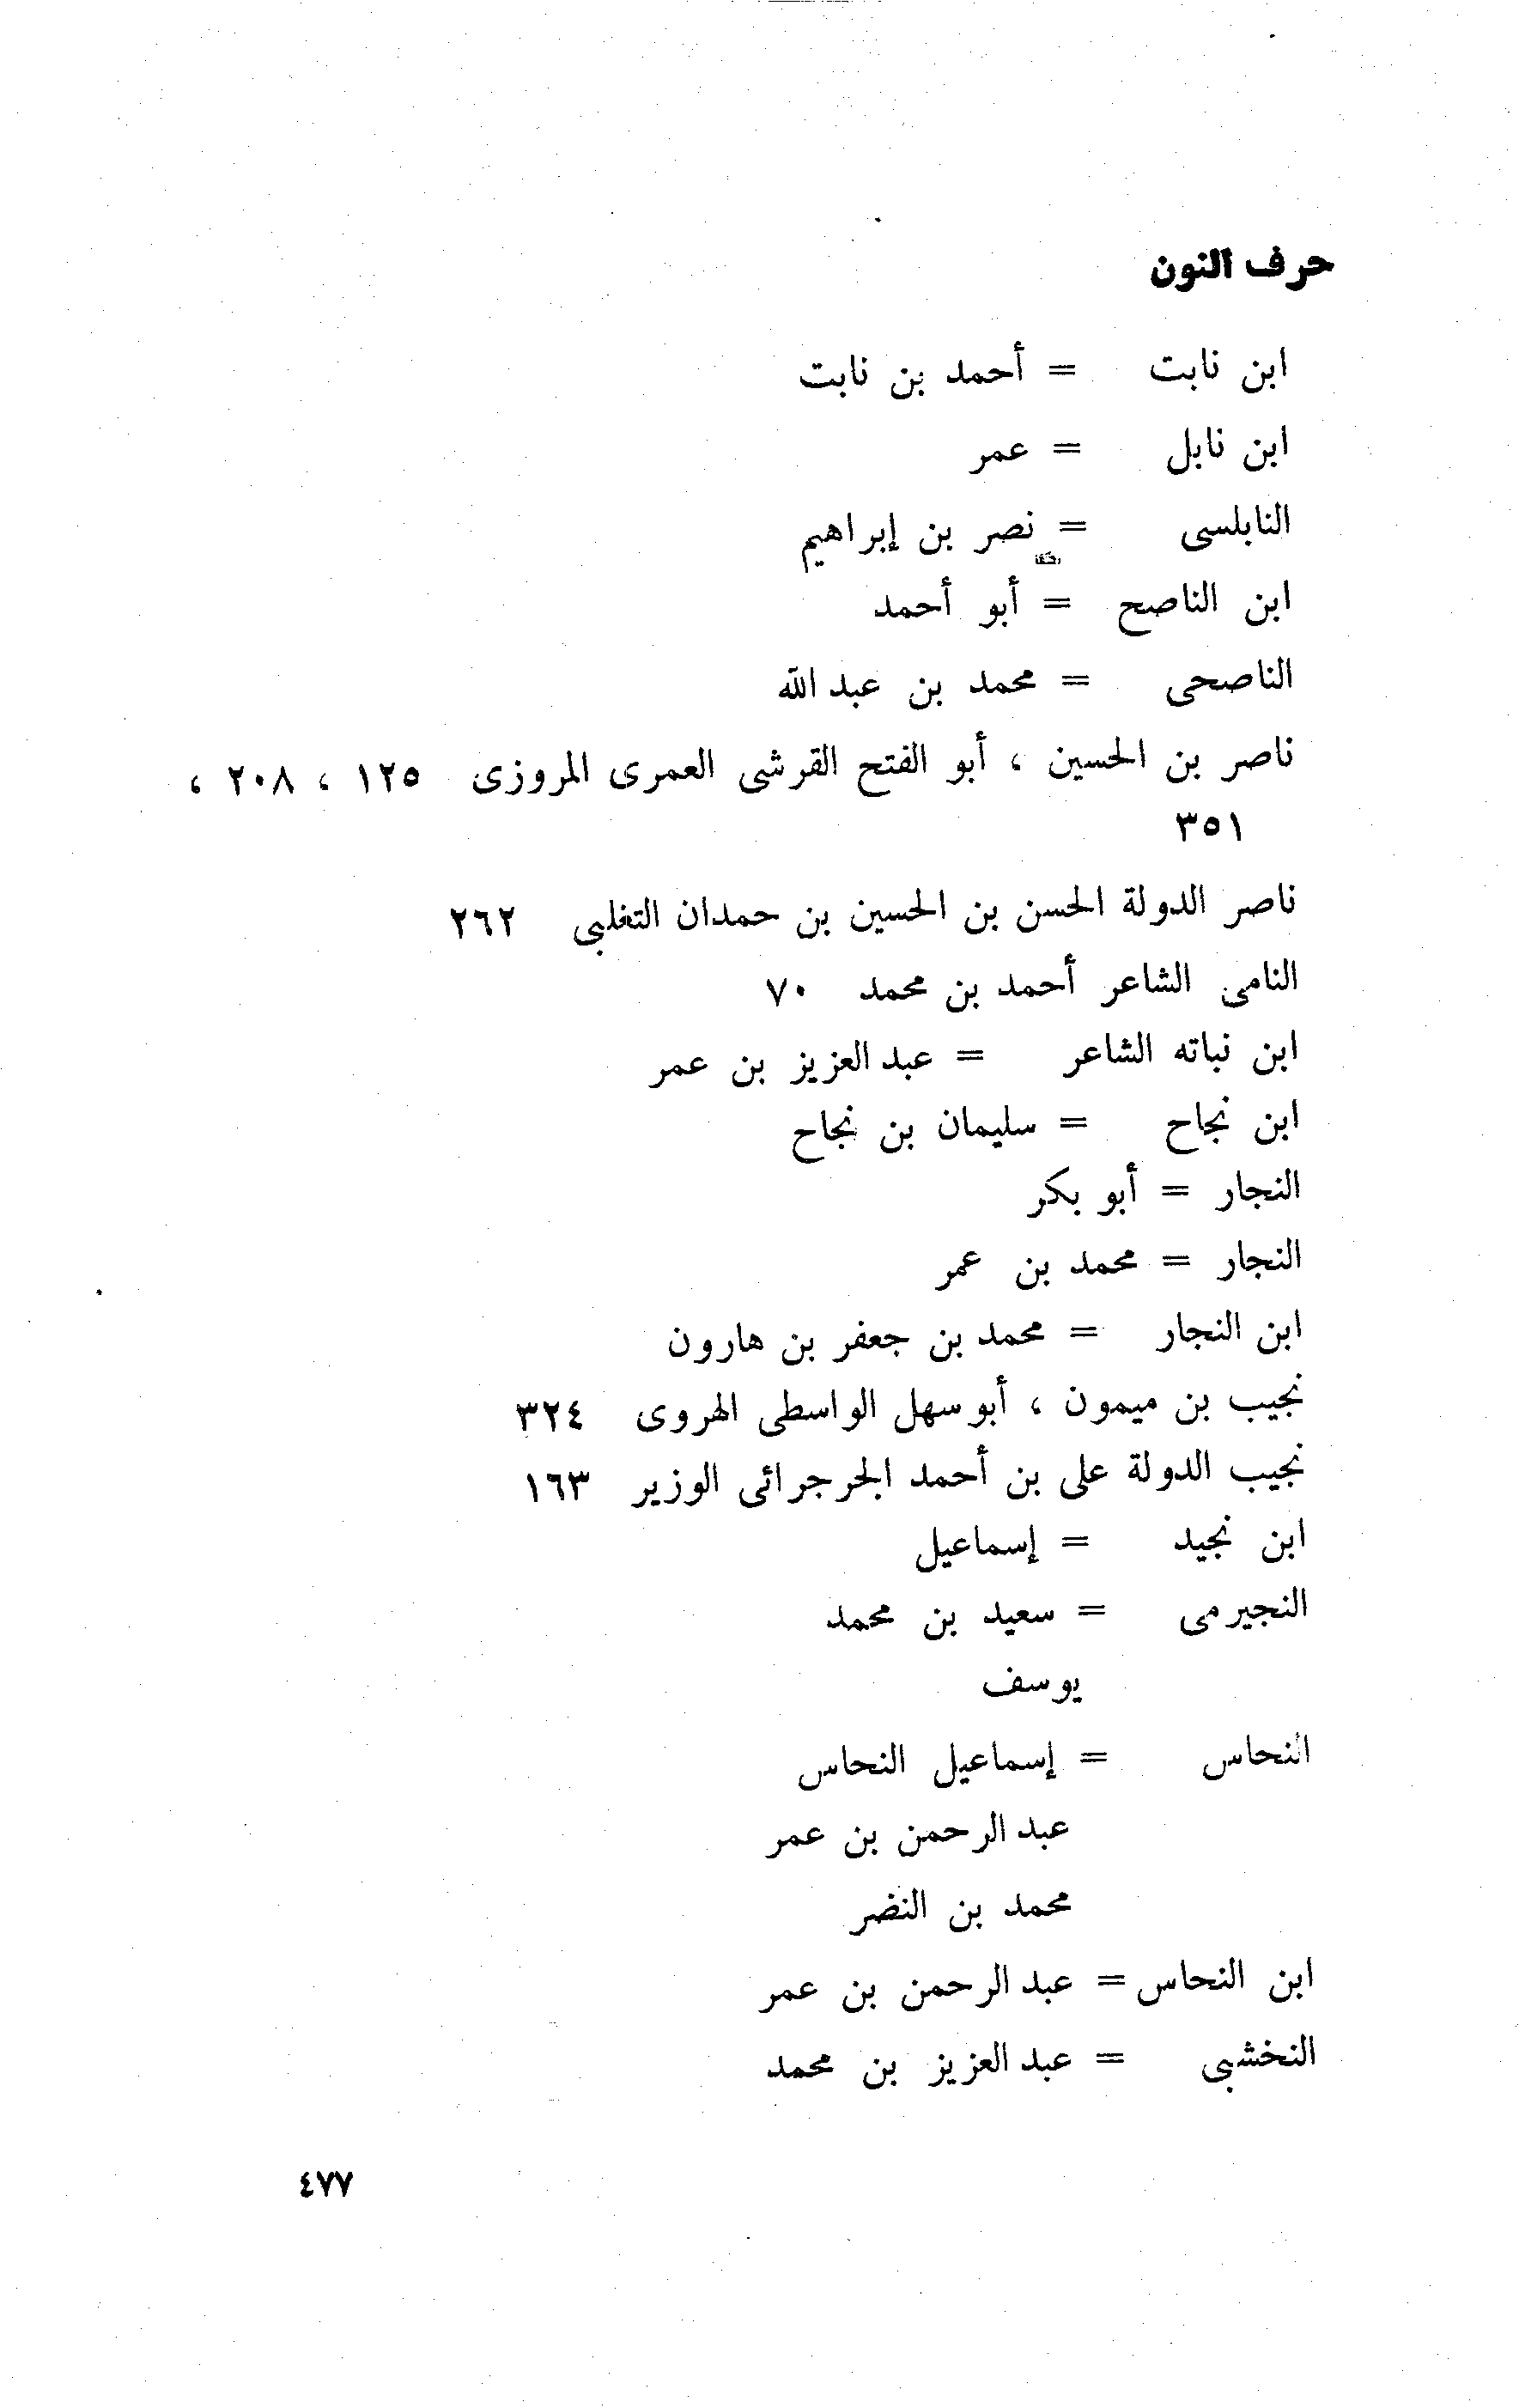 حرف النون
ابن نابت = أحمد بن نابت
ابن نابل = عمر
النابلسى = نصر بن إبراهيم
ابن الناصح = أبو أحمد
الناصحى = محمد بن عبد الله
ناصر بن الحسين ، أبو الفتح القرشى العمرى المروزى ١٢٥ ، ٢٠٨ ،
٣٥١
ناصر الدولة الحسن بن الحسين بن حمدان التغلبى ٢٦٢
النامى الشاعر أحمد بن محمد ٧٠
ابن نباته الشاعر = عبد العزيز بن عمر
ابن نجاح = سليمان بن نجاح
النجار = أبو بكر
النجار = محمد بن عمر
ابن النجار = محمد بن جعفر بن هارون
نجيب بن ميمون ، أبو سهل الواسطى الهروى ٣٢٤
نجيب الدولة على بن أحمد الجرجرائى الوزير ١٦٣
ابن نجيد = إسماعيل
النجيرمى = سعيد بن محمد
يوسف
النحاس = إسماعيل النحاس
عبد الرحمن بن عمر
محمد بن النضر
ابن النحاس = عبد الرحمن بن عمر
النخشبى = عبد العزيز بن محمد
٤٧٧